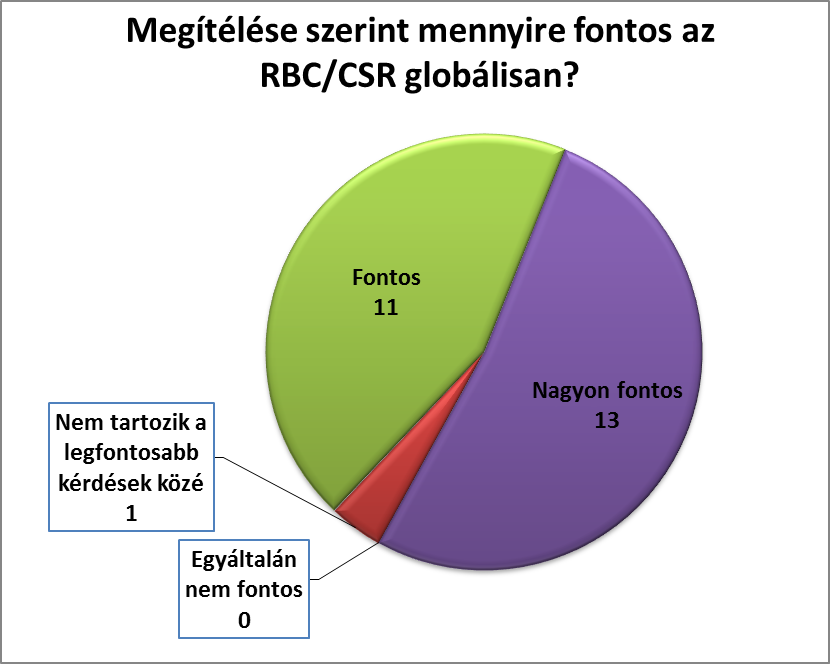 Megítélése szerint mennyire fontos az
RBC/CSR globálisan?
Fontos
11
Nagyon fontos
13
Nem tartozik a
legfontosabb
kérdések közé
1
Egyáltalán
nem fontos
0